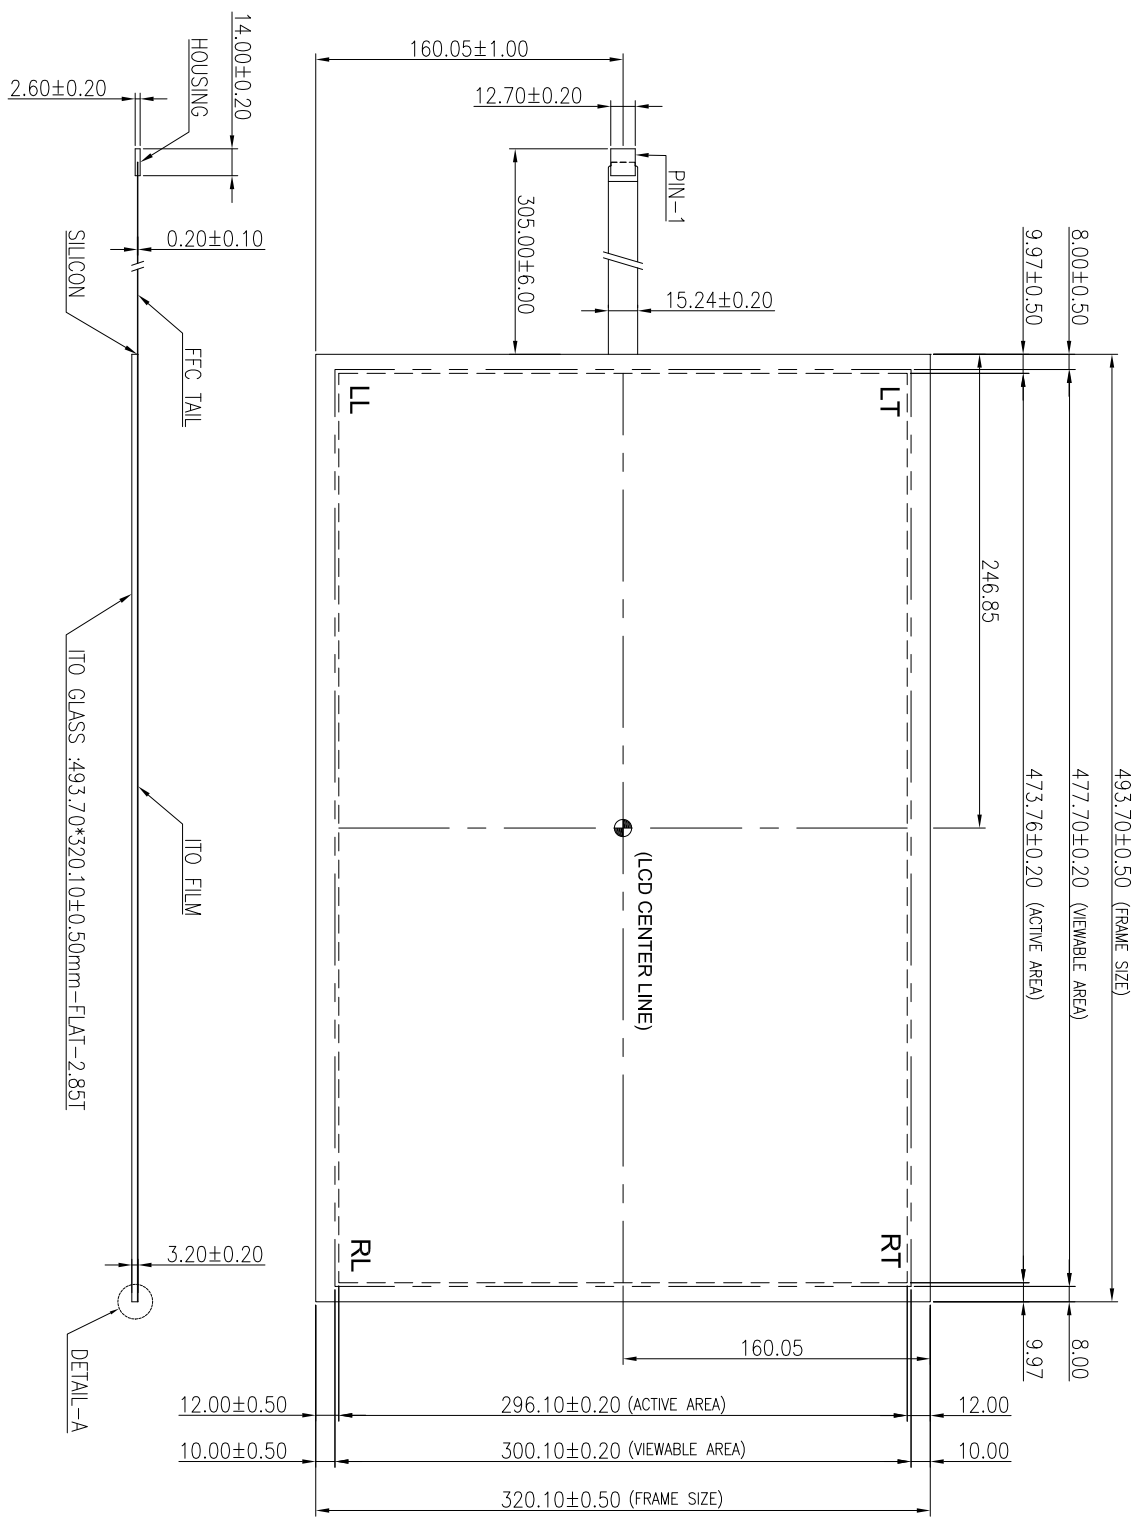 160.05±1.00
14.00±0.20
HOUSING
2.60±0.20
12.70±0.20
PIN-1
305.00±6.00
0.20±0.10
SILICON
FFC TAIL
15.24±0.20
9.97±0.50
8.00±0.50
LL
LT
246.85
493.70±0.50 (FRAME SIZE)
477.70±0.20 (VIEWABLE AREA)
473.76±0.20 (ACTIVE AREA)
(LCD CENTER LINE)
ITO GLASS :493.70*320.10±0.50mm-FLAT-2.85T
ITO FILM
RL
RT
3.20±0.20
DETAIL-A
160.05
9.97
8.00
12.00±0.50
296.10±0.20 (ACTIVE AREA)
12.00
10.00±0.50
300.10±0.20 (VIEWABLE AREA)
10.00
320.10±0.50 (FRAME SIZE)